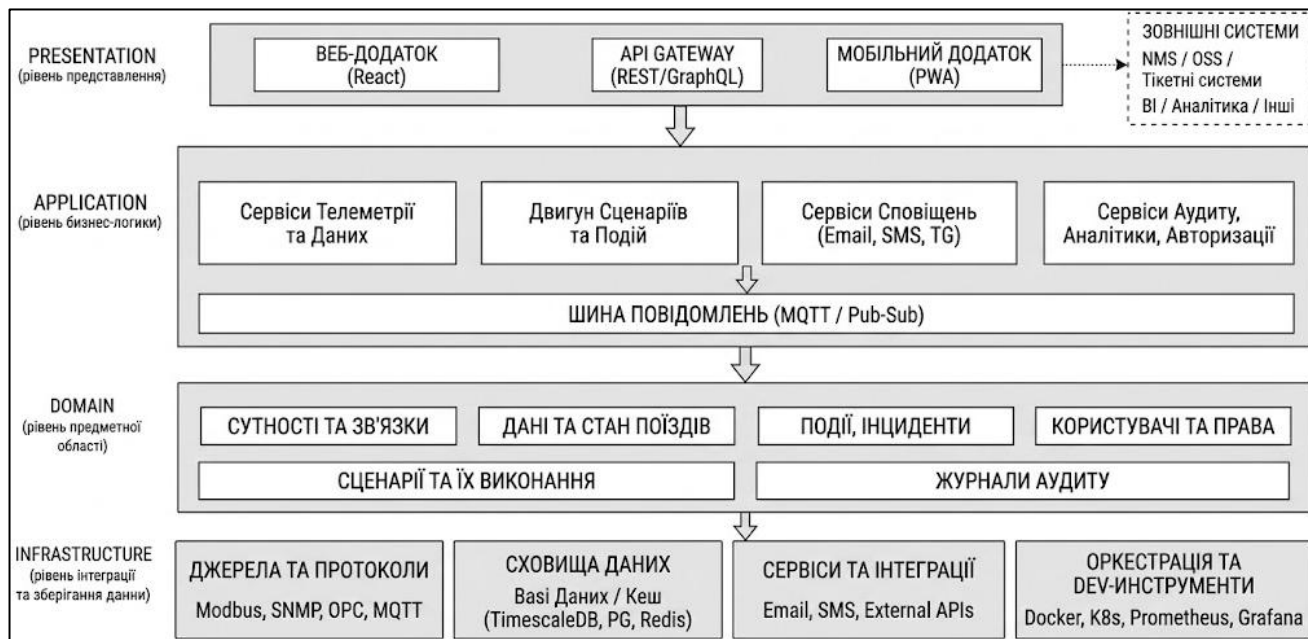 PRESENTATION
(рівень представлення)
ВЕБ-ДОДАТОК
(React)
API GATEWAY
(REST/GraphQL)
МОБІЛЬНИЙ ДОДАТОК
(PWA)
ЗОВНІШНІ СИСТЕМИ
NMS / OSS /
Тікетні системи
BI / Аналітика / Інші
APPLICATION
(рівень бизнес-логики)
Сервіси Телеметрії
та Даних
Двигун Сценаріїв
та Подій
Сервіси Сповіщень
(Email, SMS, TG)
Сервіси Аудиту,
Аналітики, Авторизації
ШИНА ПОВІДОМЛЕНЬ (MQTT / Pub-Sub)
DOMAIN
(рівень предметної
області)
СУТНОСТІ ТА ЗВ'ЯЗКИ
ДАНІ ТА СТАН ПОЇЗДІВ
ПОДІЇ, ІНЦИДЕНТИ
КОРИСТУВАЧІ ТА ПРАВА
СЦЕНАРІЇ ТА ЇХ ВИКОНАННЯ
ЖУРНАЛИ АУДИТУ
INFRASTRUCTURE
(рівень інтеграції
та зберігання данни)
ДЖЕРЕЛА ТА ПРОТОКОЛИ
Modbus, SNMP, OPC, MQTT
СХОВИЩА ДАНИХ
Basi Даних / Кеш
(TimescaleDB, PG, Redis)
СЕРВІСИ ТА ІНТЕГРАЦІЇ
Email, SMS, External APIs
ОРКЕСТРАЦІЯ ТА
DEV-ИНСТРУМЕНТИ
Docker, K8s, Prometheus, Grafana